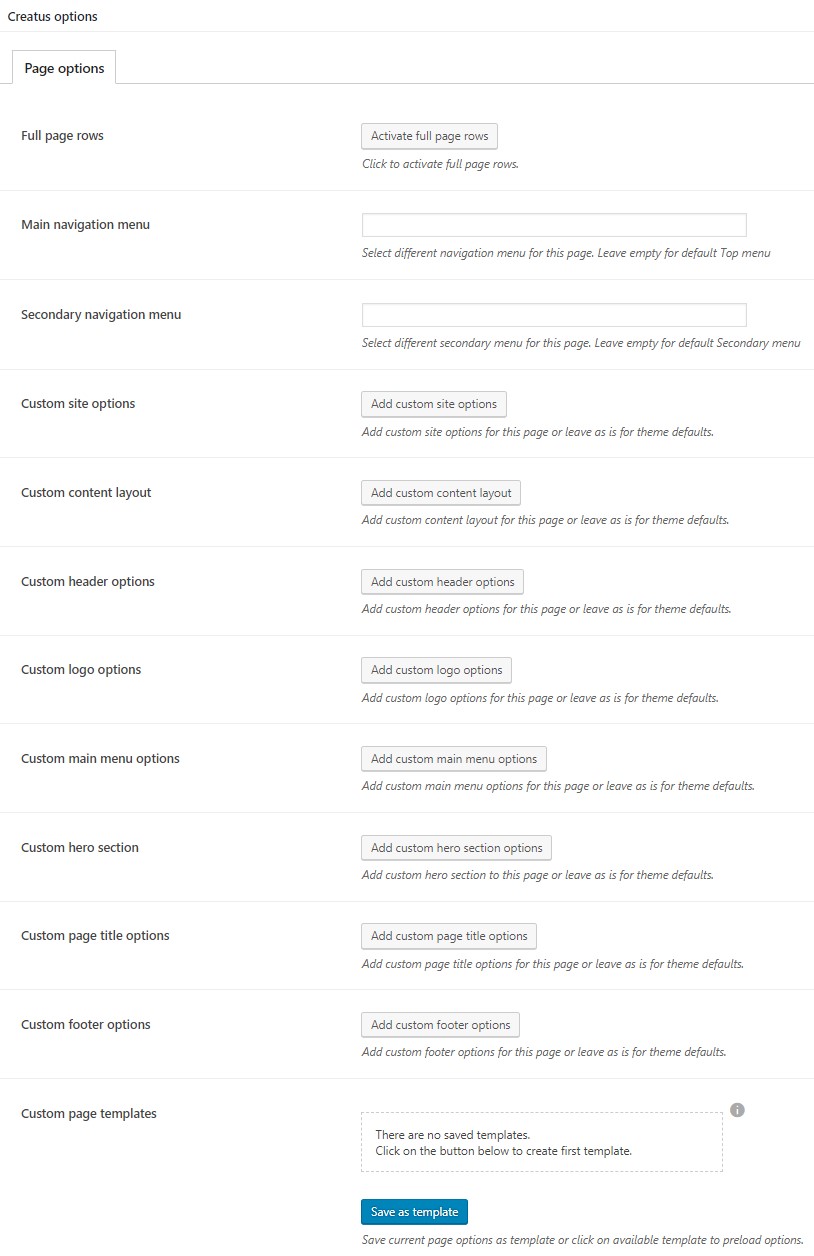 Creatus options
Page options
Full page rows
Activate full page rows
Click to activate full page rows.
Main navigation menu
Select different navigation menu for this page. Leave empty for default Top menu
Secondary navigation menu
Select different secondary menu for this page. Leave empty for default Secondary menu
Custom site options
Add custom site options
Add custom site options for this page or leave as is for theme defaults.
Custom content layout
Add custom content layout
Add custom content layout for this page or leave as is for theme defaults.
Custom header options
Add custom header options
Add custom header options for this page or leave as is for theme defaults.
Custom logo options
Add custom logo options
Add custom logo options for this page or leave as is for theme defaults.
Custom main menu options
Add custom main menu options
Add custom main menu options for this page or leave as is for theme defaults.
Custom hero section
Add custom hero section options
Add custom hero section to this page or leave as is for theme defaults.
Custom page title options
Add custom page title options
Add custom page title options for this page or leave as is for theme defaults.
Custom footer options
Add custom footer options
Add custom footer options for this page or leave as is for theme defaults.
Custom page templates
There are no saved templates.
Click on the button below to create first template.
Save as template
Save current page options as template or click on available template to preload options.